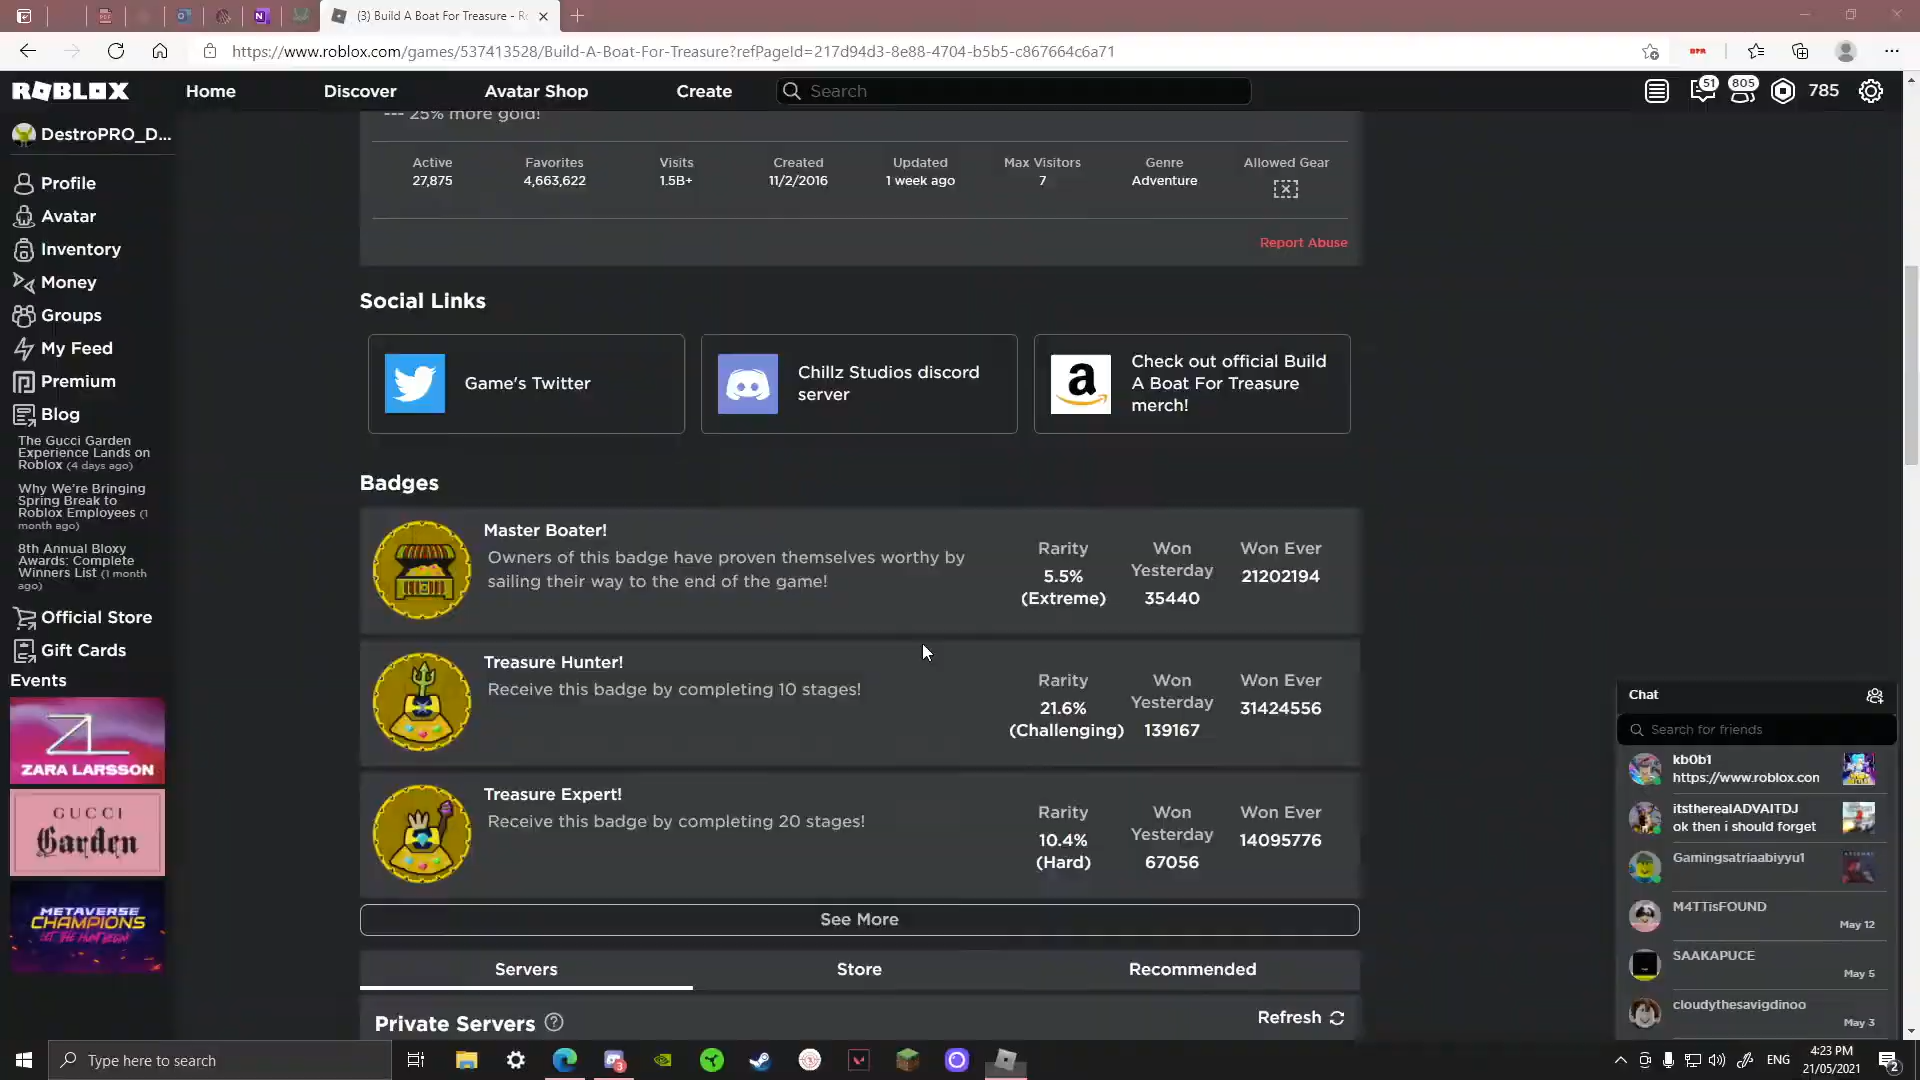 (3) Build A Boat For Treasure - Ro
https://www.roblox.com/games/537413528/Build-A-Boat-For-Treasure?refPageId=217d94d3-8e88-4704-b5b5-c867664c6a71
ROBLOX Home Discover Avatar Shop Create Search 51 805 785
--- 25% more gold!
DestroPRO_D...
Profile
Avatar
Inventory
Money
Groups
My Feed
Premium
Blog
The Gucci Garden
Experience Lands on
Roblox (4 days ago)
Why We're Bringing
Spring Break to
Roblox Employees (1
month ago)
8th Annual Bloxy
Awards: Complete
Winners List (1 month
ago)
Official Store
Gift Cards
Events
ZARA LARSSON
GUCCI
Garden
METAVERSE
CHAMPIONS
LET THE HUNT BEGIN!
Active Favorites Visits Created Updated Max Visitors Genre Allowed Gear
27,875 4,663,622 1.5B+ 11/2/2016 1 week ago 7 Adventure
Report Abuse
Social Links
Game's Twitter
Chillz Studios discord
server
Check out official Build
A Boat For Treasure
merch!
Badges
Master Boater!
Owners of this badge have proven themselves worthy by
sailing their way to the end of the game!
Rarity
5.5%
(Extreme)
Won
Yesterday
35440
Won Ever
21202194
Treasure Hunter!
Receive this badge by completing 10 stages!
Rarity
21.6%
(Challenging)
Won
Yesterday
139167
Won Ever
31424556
Treasure Expert!
Receive this badge by completing 20 stages!
Rarity
10.4%
(Hard)
Won
Yesterday
67056
Won Ever
14095776
See More
Servers Store Recommended
Private Servers ?
Refresh
Chat
Search for friends
kb0b1
https://www.roblox.con
itstherealADVAITDJ
ok then i should forget
Gamingsatriaabiyyu1
M4TTisFOUND
May 12
SAAKAPUCE
May 5
cloudythesavigdinoo
May 3
Type here to search
3
ENG
4:23 PM
21/05/2021
2